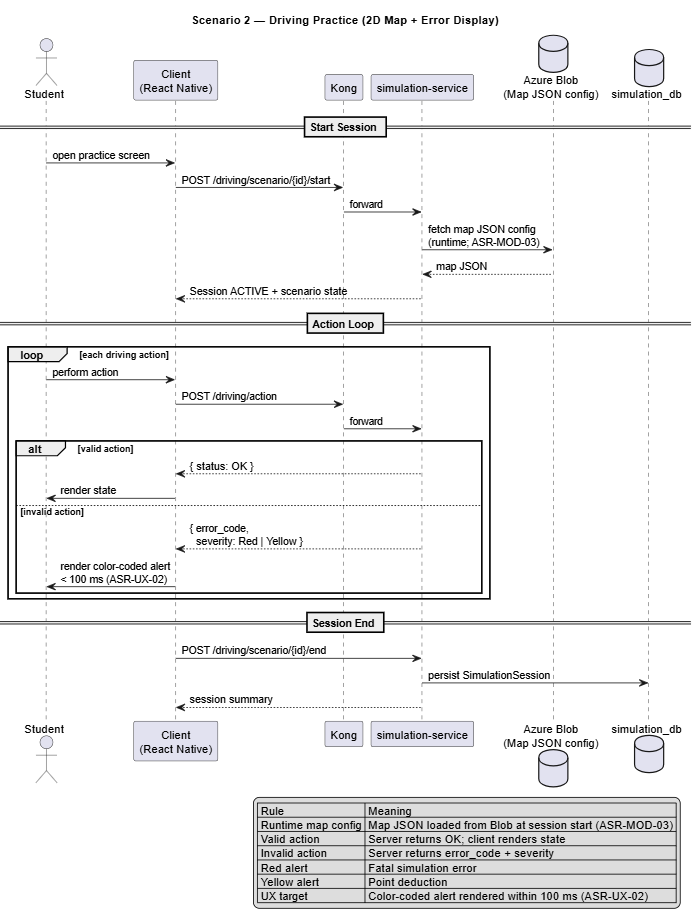 Scenario 2 — Driving Practice (2D Map + Error Display)
Student
Client
(React Native)
Kong
simulation-service
Azure Blob
(Map JSON config)
simulation_db
Start Session
open practice screen
POST /driving/scenario/{id}/start
forward
fetch map JSON config
(runtime; ASR-MOD-03)
map JSON
Session ACTIVE + scenario state
Action Loop
loop [each driving action]
perform action
POST /driving/action
forward
alt [valid action]
{ status: OK }
render state
[invalid action]
{ error_code,
severity: Red | Yellow }
render color-coded alert
< 100 ms (ASR-UX-02)
Session End
POST /driving/scenario/{id}/end
persist SimulationSession
session summary
Student
Client
(React Native)
Kong
simulation-service
Azure Blob
(Map JSON config)
simulation_db
Rule Meaning
Runtime map config Map JSON loaded from Blob at session start (ASR-MOD-03)
Valid action Server returns OK; client renders state
Invalid action Server returns error_code + severity
Red alert Fatal simulation error
Yellow alert Point deduction
UX target Color-coded alert rendered within 100 ms (ASR-UX-02)